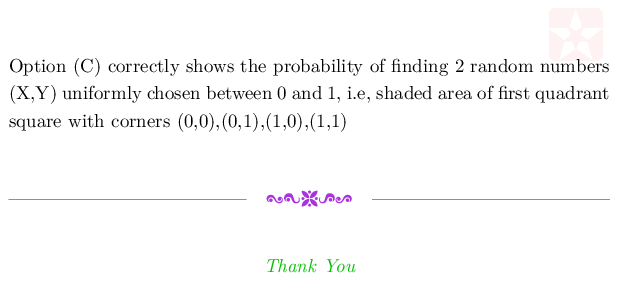 Option (C) correctly shows the probability of finding 2 random numbers
(X,Y) uniformly chosen between 0 and 1, i.e, shaded area of first quadrant
square with corners (0,0),(0,1),(1,0),(1,1)
Thank You